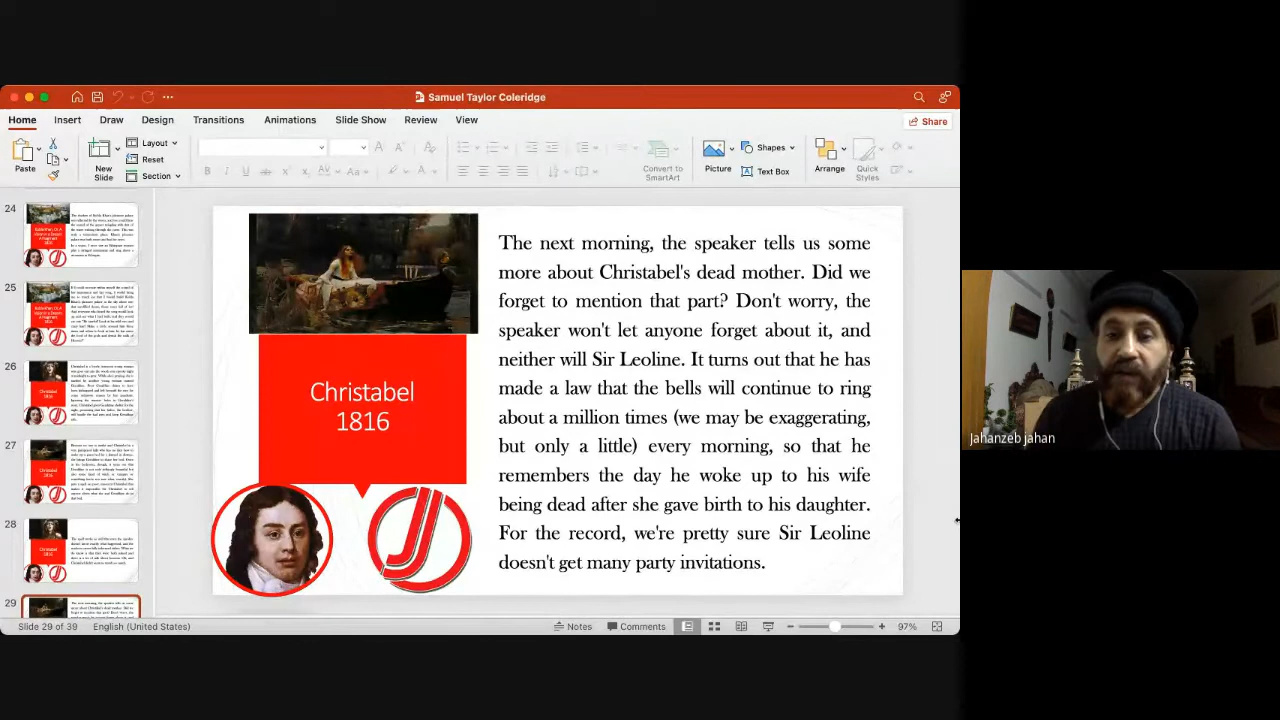 Samuel Taylor Coleridge
Home Insert Draw Design Transitions Animations Slide Show Review View Share
Paste
New
Slide
Layout
Reset
Section
Convert to
SmartArt
Picture
Shapes
Text Box
Arrange
Quick
Styles
24
25
26
27
28
29
Christabel
1816
The next morning, the speaker tells us some
more about Christabel's dead mother. Did we
forget to mention that part? Don't worry, the
speaker won't let anyone forget about it, and
neither will Sir Leoline. It turns out that he has
made a law that the bells will continue to ring
about a million times (we may be exaggerating,
but only a little) every morning, so that he
remembers the day he woke up to his wife
being dead after she gave birth to his daughter.
For the record, we're pretty sure Sir Leoline
doesn't get many party invitations.
Jahanzeb jahan
Slide 29 of 39 English (United States) Notes Comments 97%